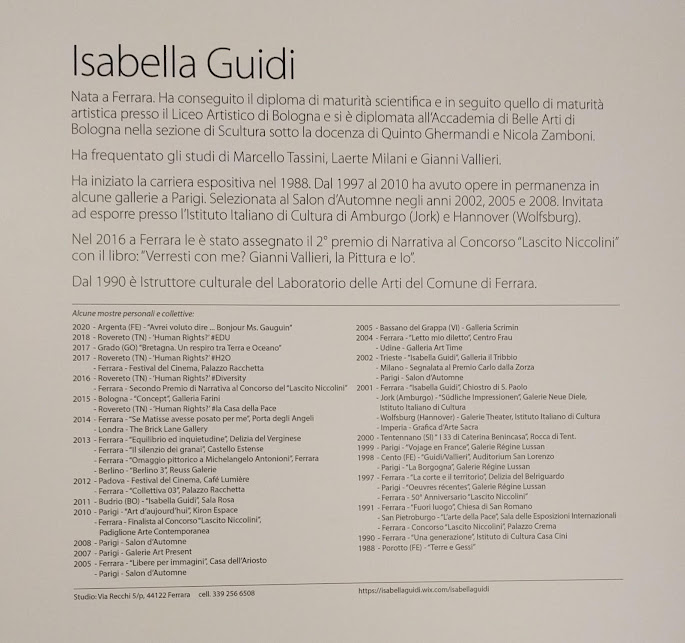 Isabella Guidi
Nata a Ferrara. Ha conseguito il diploma di maturità scientifica e in seguito quello di maturità
artistica presso il Liceo Artistico di Bologna e si è diplomata all'Accademia di Belle Arti di
Bologna nella sezione di Scultura sotto la docenza di Quinto Ghermandi e Nicola Zamboni.
Ha frequentato gli studi di Marcello Tassini, Laerte Milani e Gianni Vallieri.
Ha iniziato la carriera espositiva nel 1988. Dal 1997 al 2010 ha avuto opere in permanenza in
alcune gallerie a Parigi. Selezionata al Salon d'Automne negli anni 2002, 2005 e 2008. Invitata
ad esporre presso l'Istituto Italiano di Cultura di Amburgo (Jork) e Hannover (Wolfsburg).
Nel 2016 a Ferrara le è stato assegnato il 2° premio di Narrativa al Concorso "Lascito Niccolini"
con il libro: "Verresti con me? Gianni Vallieri, la Pittura e Io".
Dal 1990 è Istruttore culturale del Laboratorio delle Arti del Comune di Ferrara.
Alcune mostre personali e collettive:
2020 - Argenta (FE) - "Avrei voluto dire ... Bonjour Ms. Gauguin"
2018 - Rovereto (TN) - 'Human Rights?' #EDU
2017 - Grado (GO) "Bretagna. Un respiro tra Terra e Oceano"
2017 - Rovereto (TN) - 'Human Rights?' #H2O
- Ferrara - Festival del Cinema, Palazzo Racchetta
2016 - Rovereto (TN) - 'Human Rights?' #Diversity
- Ferrara - Secondo Premio di Narrativa al Concorso del "Lascito Niccolini"
2015 - Bologna - "Concept", Galleria Farini
- Rovereto (TN) - 'Human Rights?' #la Casa della Pace
2014 - Ferrara - "Se Matisse avesse posato per me", Porta degli Angeli
- Londra - The Brick Lane Gallery
2013 - Ferrara - "Equilibrio ed inquietudine", Delizia del Verginese
- Ferrara - "Il silenzio dei granai", Castello Estense
- Ferrara - "Omaggio pittorico a Michelangelo Antonioni", Ferrara
- Berlino - "Berlino 3", Reuss Galerie
2012 - Padova - Festival del Cinema, Café Lumière
- Ferrara - "Collettiva 03", Palazzo Racchetta
2011 - Budrio (BO) - "Isabella Guidi", Sala Rosa
2010 - Parigi - "Art d'aujourd'hui", Kiron Espace
- Ferrara - Finalista al Concorso "Lascito Niccolini",
Padiglione Arte Contemporanea
2008 - Parigi - Salon d'Automne
2007 - Parigi - Galerie Art Present
2005 - Ferrara - "Libere per immagini", Casa dell'Ariosto
- Parigi - Salon d'Automne
2005 - Bassano del Grappa (VI) - Galleria Scrimin
2004 - Ferrara - "Letto mio diletto", Centro Frau
- Udine - Galleria Art Time
2002 - Trieste - "Isabella Guidi", Galleria il Tribbio
- Milano - Segnalata al Premio Carlo dalla Zorza
- Parigi - Salon d'Automne
2001 - Ferrara - "Isabella Guidi", Chiostro di S. Paolo
- Jork (Amburgo) - "Südliche Impressionen", Galerie Neue Diele,
Istituto Italiano di Cultura
- Wolfsburg (Hannover) - Galerie Theater, Istituto Italiano di Cultura
- Imperia - Grafica d'Arte Sacra
2000 - Tentennano (SI) " I 33 di Caterina Benincasa", Rocca di Tent.
1999 - Parigi - "Voyage en France", Galerie Régine Lussan
1998 - Cento (FE) - "Guidi/Vallieri", Auditorium San Lorenzo
- Parigi - "La Borgogna", Galerie Régine Lussan
1997 - Ferrara - "La corte e il territorio", Delizia del Belriguardo
- Parigi - "Oeuvres récentes", Galerie Régine Lussan
- Ferrara - 50° Anniversario "Lascito Niccolini"
1991 - Ferrara - "Fuori luogo", Chiesa di San Romano
- San Pietroburgo - "L'arte della Pace", Sala delle Esposizioni Internazionali
- Ferrara - Concorso "Lascito Niccolini", Palazzo Crema
1990 - Ferrara - "Una generazione", Istituto di Cultura Casa Cini
1988 - Porotto (FE) - "Terre e Gessi"
Studio: Via Recchi 5/p, 44122 Ferrara cell. 339 256 6508
https://isabellaguidi.wix.com/isabellaguidi